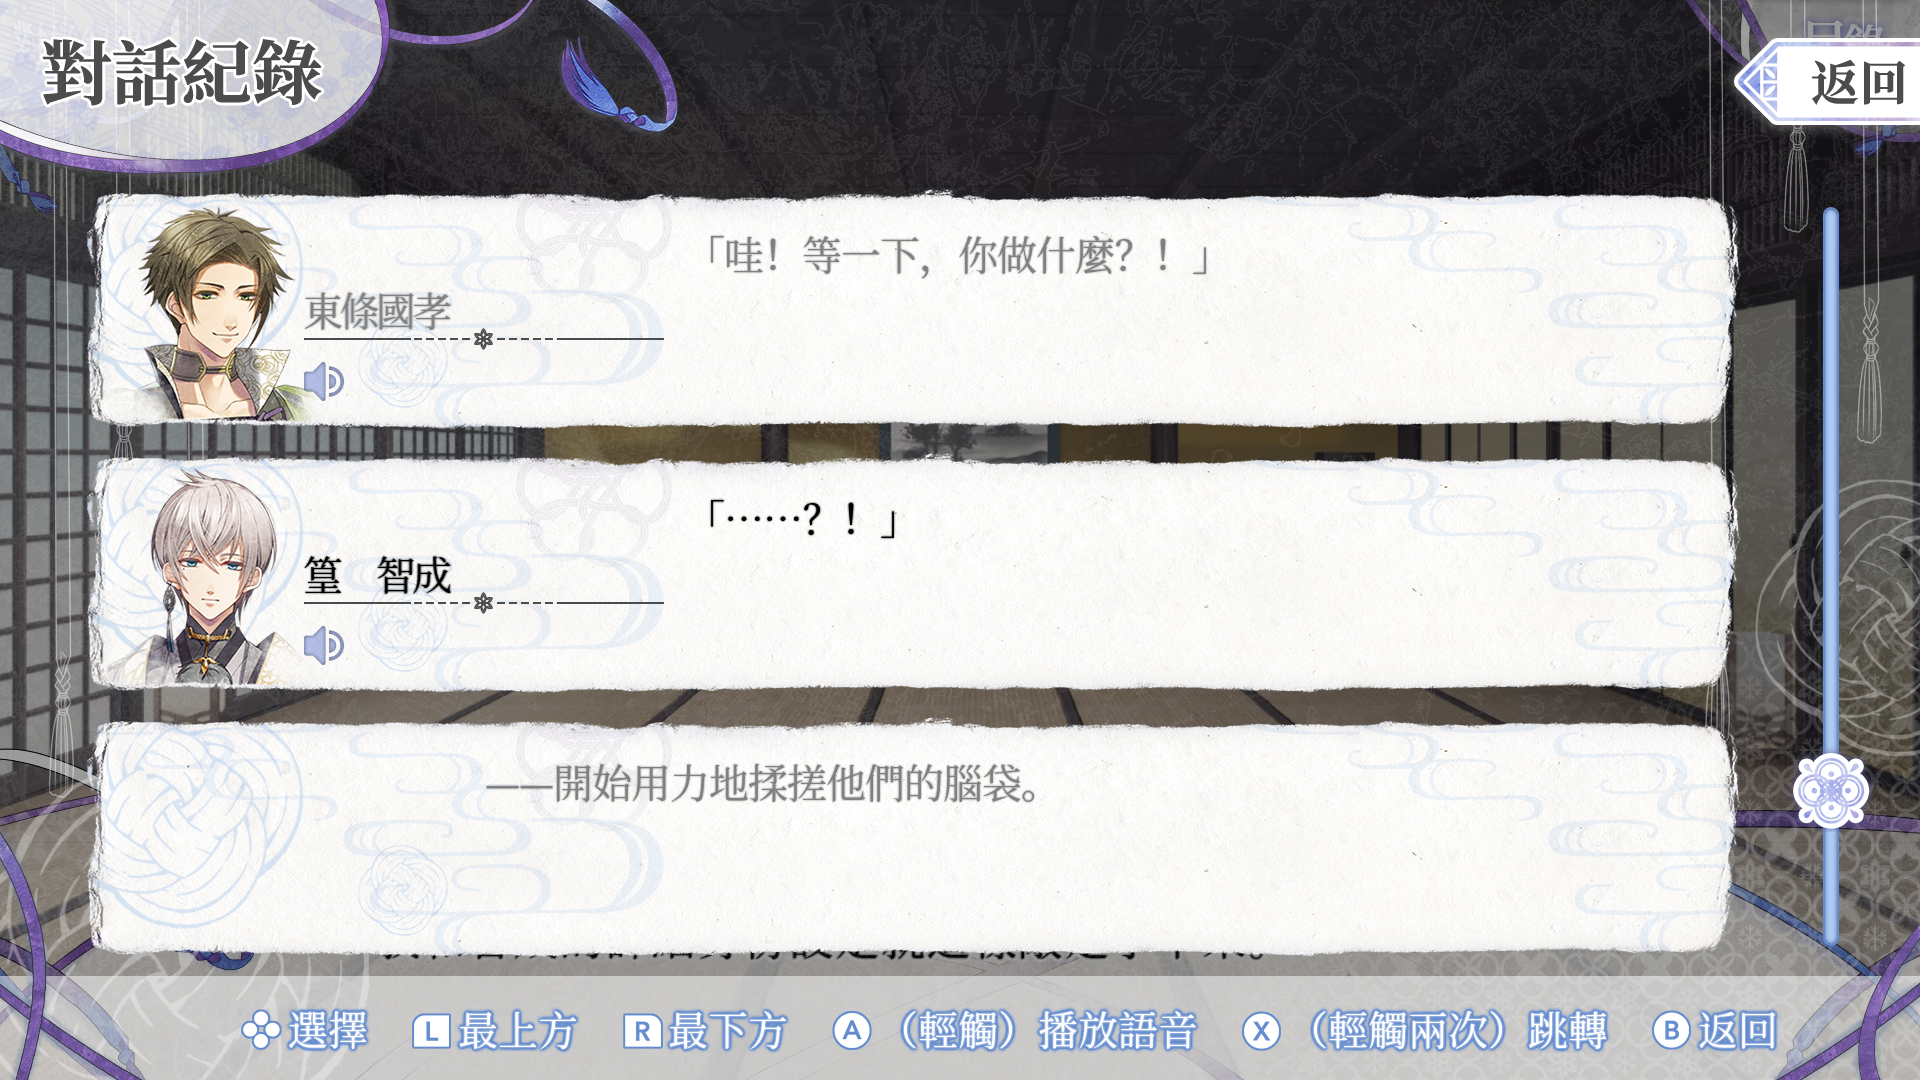 對話紀錄
返回
「哇！等一下，你做什麼？！」
東條國孝
「……？！」
篁　智成
——開始用力地揉搓他們的腦袋。
選擇
L 最上方
R 最下方
A （輕觸）播放語音
X （輕觸兩次）跳轉
B 返回